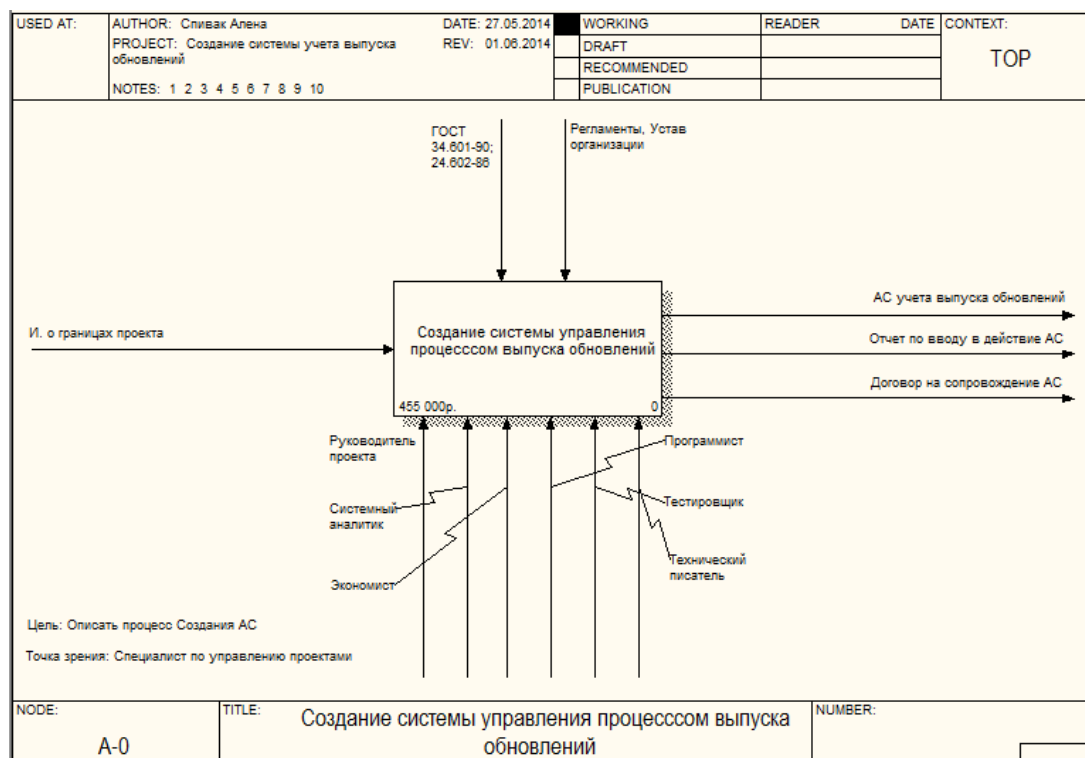 USED AT:
AUTHOR: Спивак Алена
DATE: 27.05.2014
PROJECT: Создание системы учета выпуска
обновлений
REV: 01.06.2014
NOTES: 1 2 3 4 5 6 7 8 9 10
WORKING
DRAFT
RECOMMENDED
PUBLICATION
READER
DATE
CONTEXT:
TOP
ГОСТ
34.601-90;
24.602-86
Регламенты, Устав
организации
И. о границах проекта
Создание системы управления
процесссом выпуска обновлений
455 000р.
0
АС учета выпуска обновлений
Отчет по вводу в действие АС
Договор на сопровождение АС
Руководитель
проекта
Системный
аналитик
Экономист
Программист
Тестировщик
Технический
писатель
Цель: Описать процесс Создания АС
Точка зрения: Специалист по управлению проектами
NODE:
A-0
TITLE:
Создание системы управления процесссом выпуска
обновлений
NUMBER: